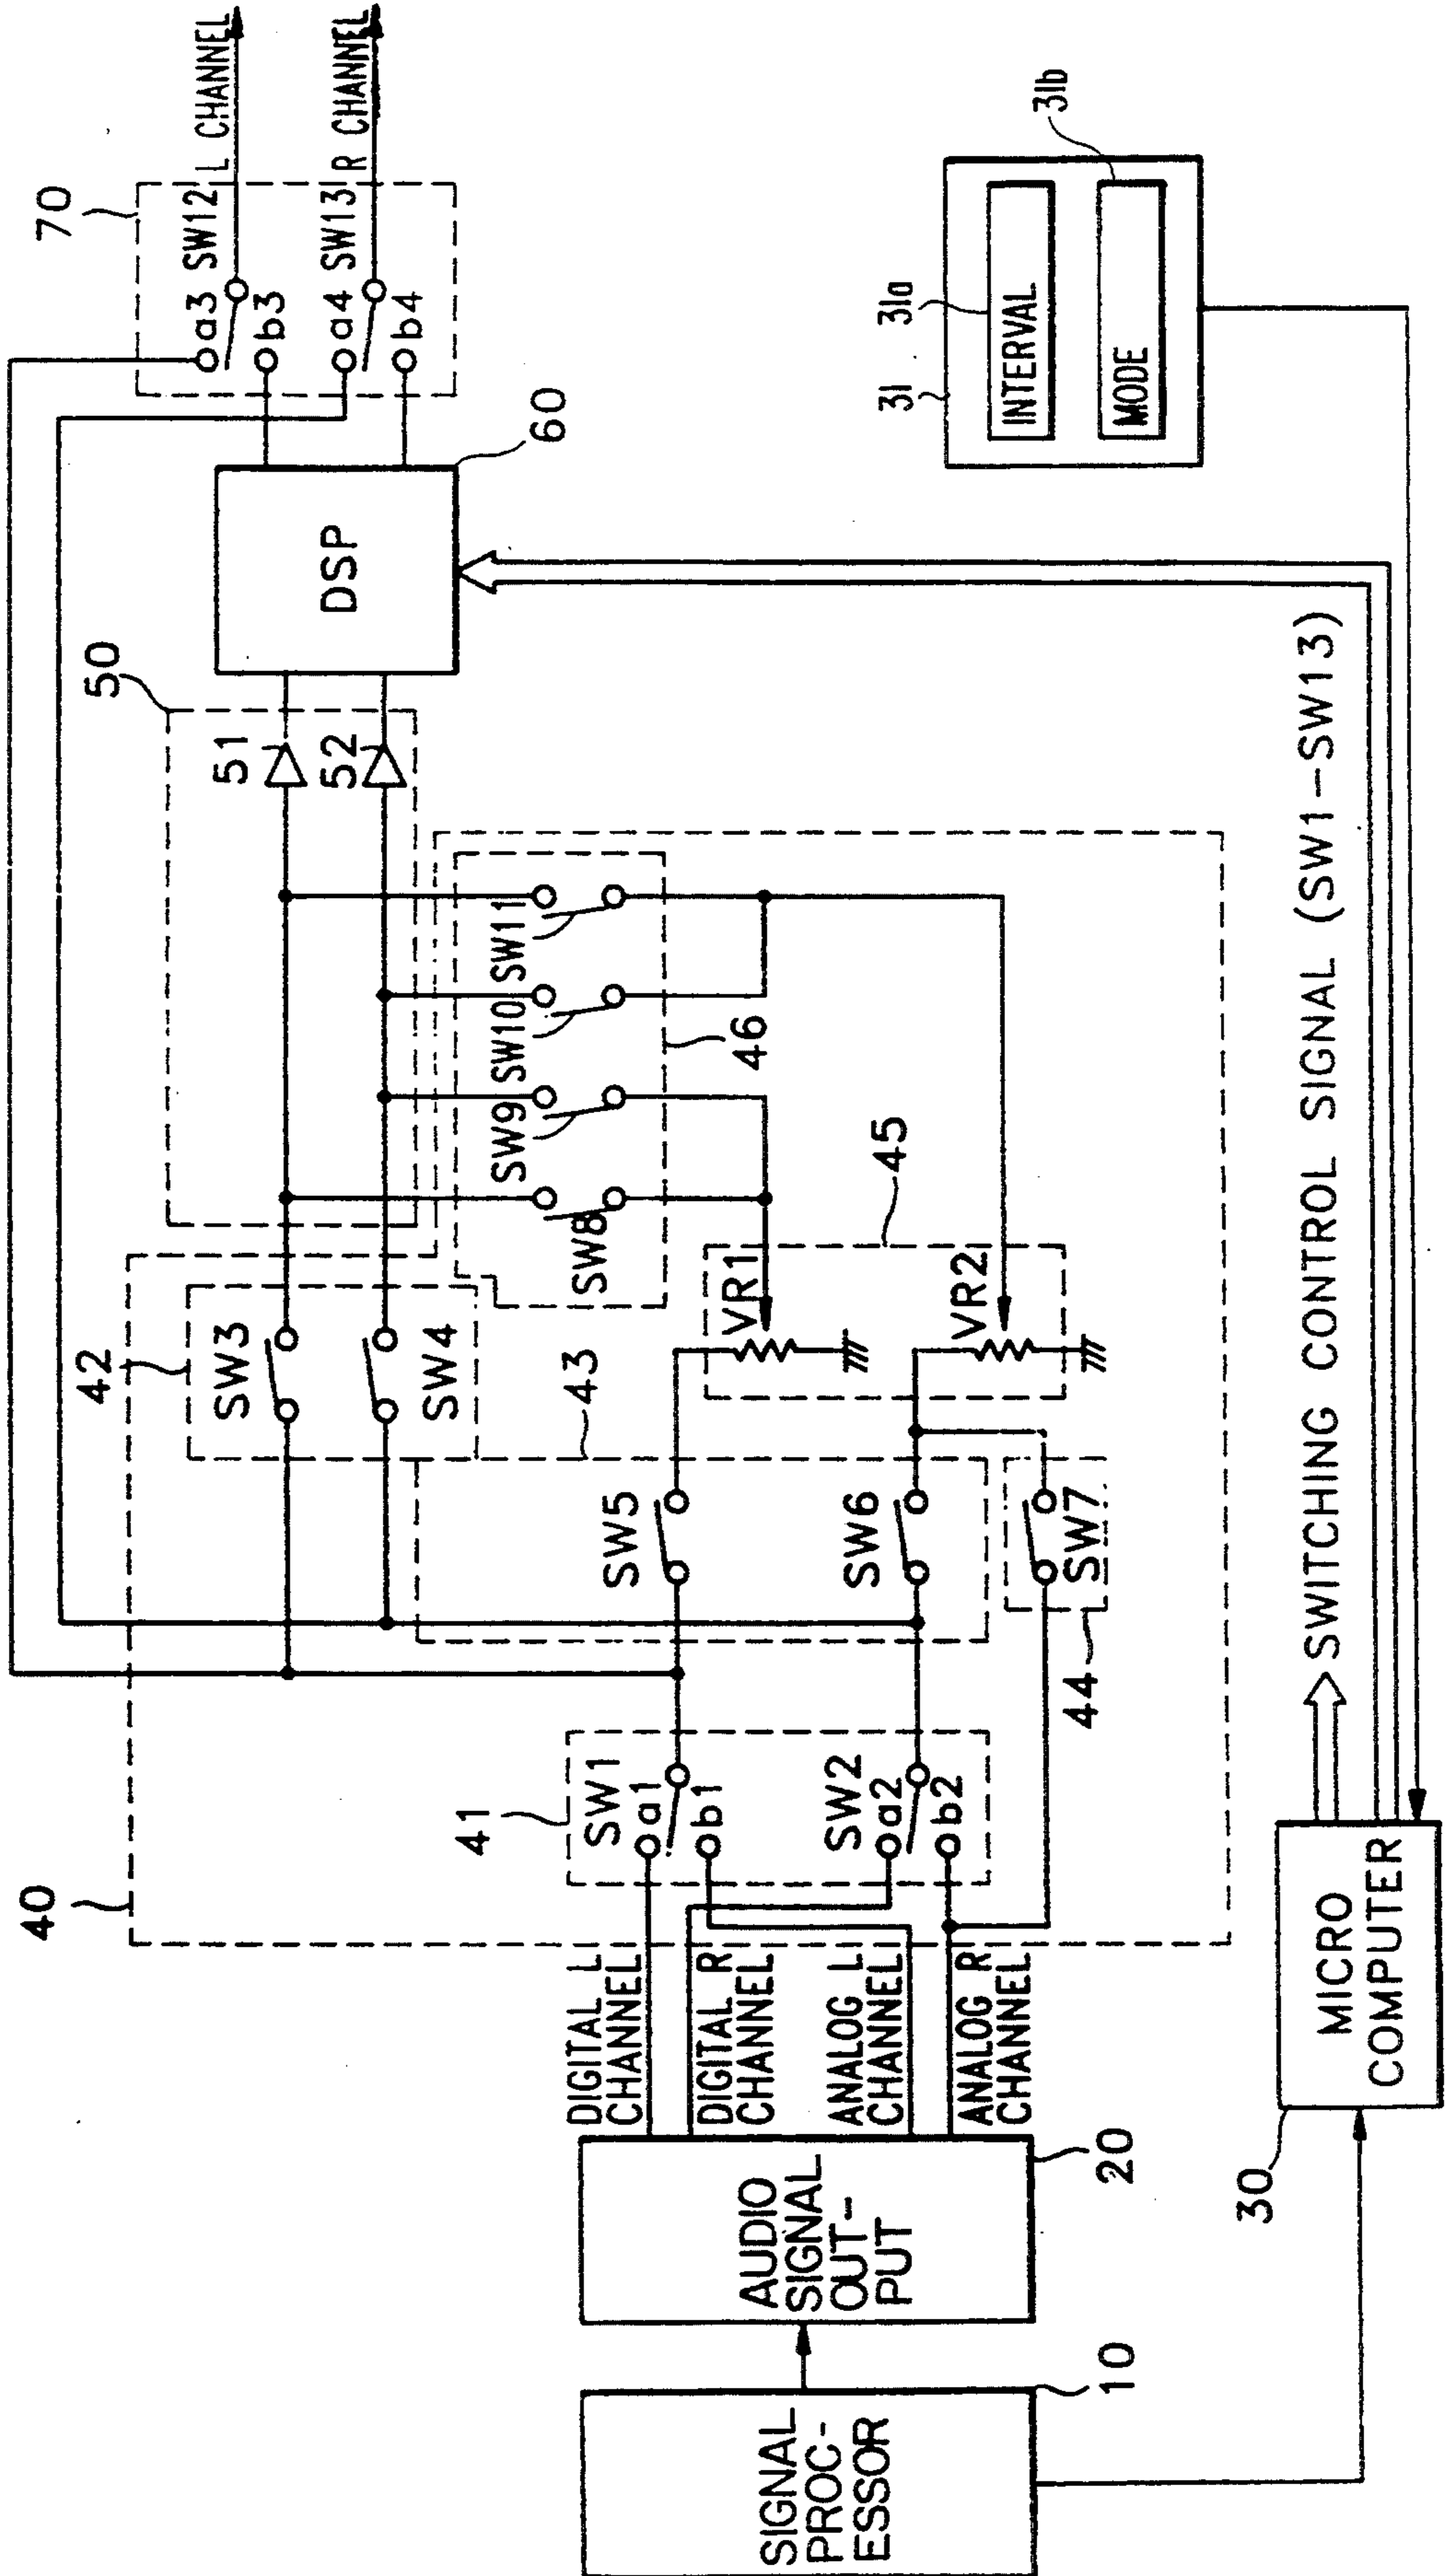 70
SW12
L CHANNEL
a3
b3
SW13
R CHANNEL
a4
b4
60
DSP
50
51
52
42
SW3
SW4
SW11
SW10
SW9
SW8
46
45
VR1
VR2
43
SW5
SW6
SW7
44
40
41
SW1
a1
b1
SW2
a2
b2
DIGITAL L
CHANNEL
DIGITAL R
CHANNEL
ANALOG L
CHANNEL
ANALOG R
CHANNEL
AUDIO
SIGNAL
OUT-
PUT
20
SIGNAL
PROC-
ESSOR
10
31
31a
INTERVAL
31b
MODE
SWITCHING CONTROL SIGNAL (SW1-SW13)
MICRO
COMPUTER
30